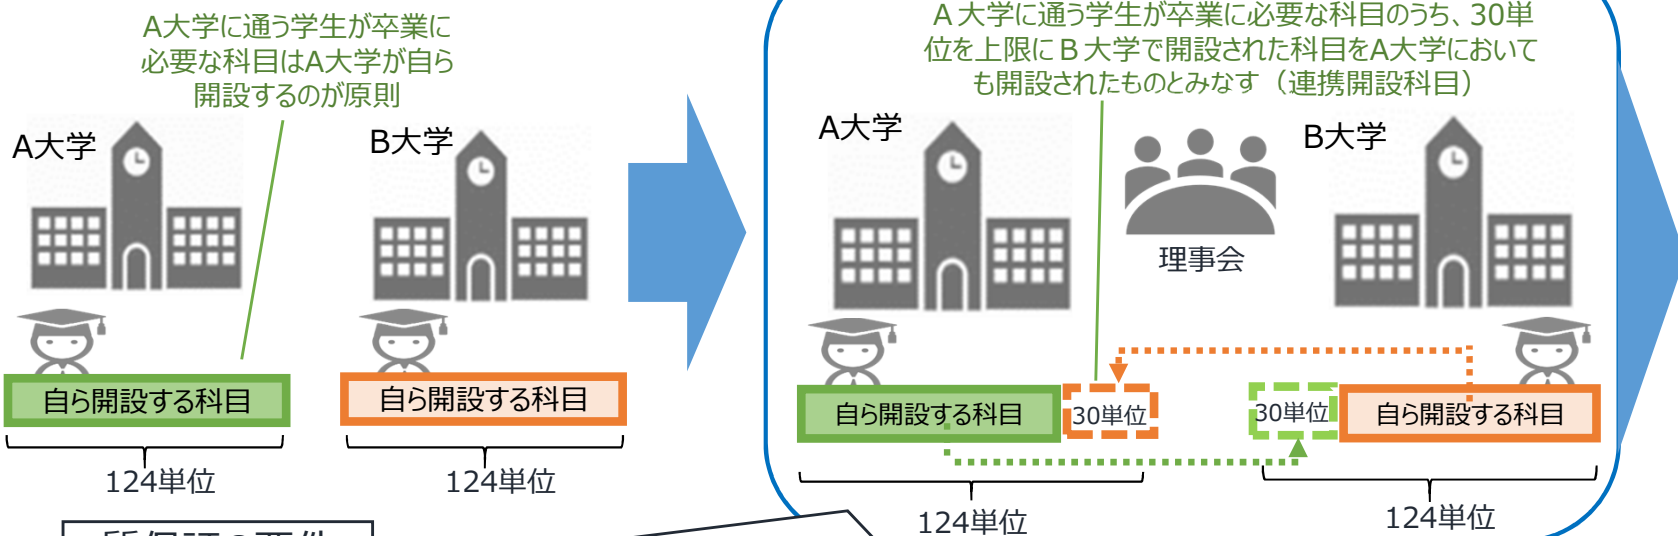 A大学に通う学生が卒業に
必要な科目はA大学が自ら
開設するのが原則
A大学
B大学
自ら開設する科目
自ら開設する科目
124単位
124単位
A大学に通う学生が卒業に必要な科目のうち、30単
位を上限にB大学で開設された科目をA大学において
も開設されたものとみなす（連携開設科目）
A大学
B大学
理事会
自ら開設する科目
30単位
30単位
自ら開設する科目
124単位
124単位
質保証の要件